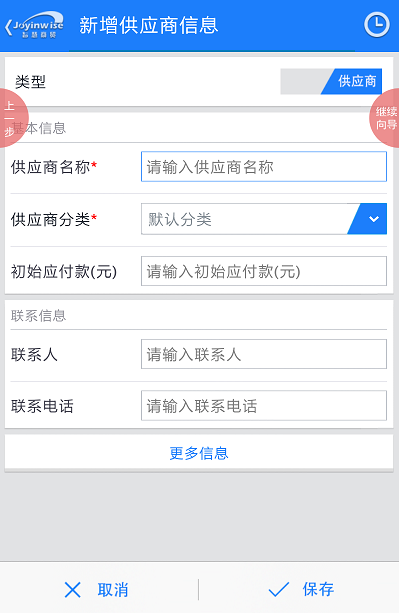 Joyinwise
智慧商贸
新增供应商信息
类型
供应商
上一步
继续向导
基本信息
供应商名称*
请输入供应商名称
供应商分类*
默认分类
初始应付款(元)
请输入初始应付款(元)
联系信息
联系人
请输入联系人
联系电话
请输入联系电话
更多信息
取消
保存